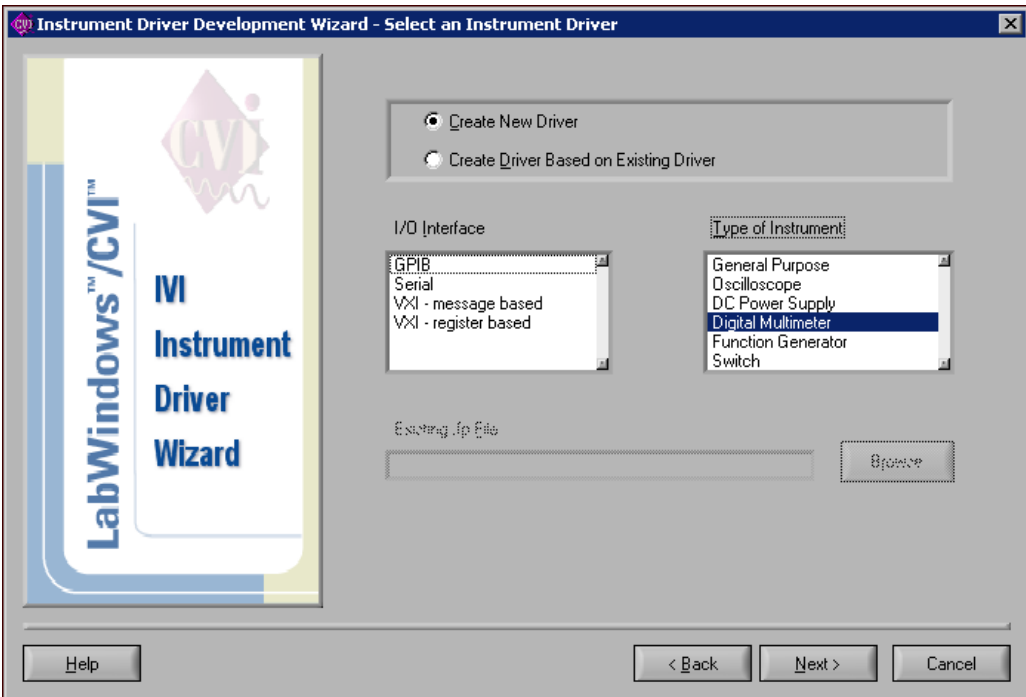 Instrument Driver Development Wizard - Select an Instrument Driver
CVI
LabWindows™/CVI™
IVI
Instrument
Driver
Wizard
Create New Driver
Create Driver Based on Existing Driver
I/O Interface
GPIB
Serial
VXI - message based
VXI - register based
Type of Instrument
General Purpose
Oscilloscope
DC Power Supply
Digital Multimeter
Function Generator
Switch
Existing .fp File
Browse
Help
< Back
Next >
Cancel